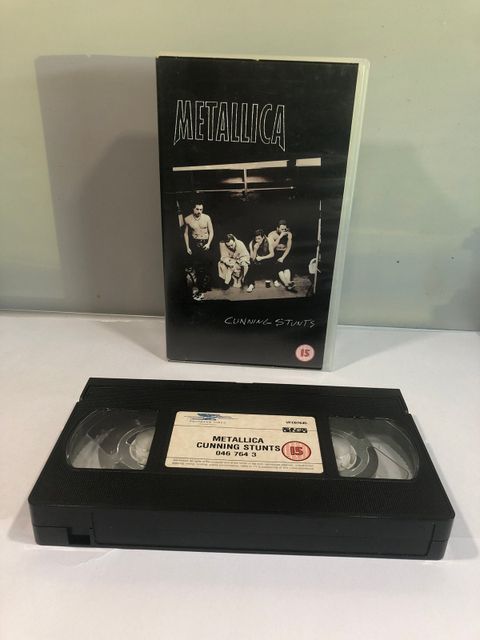 METALLICA
CUNNING STUNTS
15
METALLICA
CUNNING STUNTS
046 764 3
15